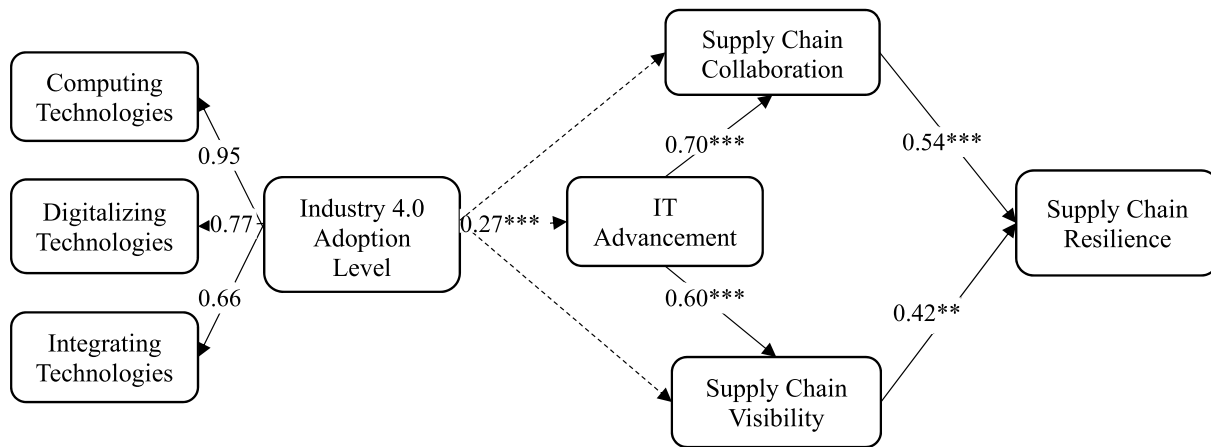 Computing
Technologies
0.95
Digitalizing
Technologies
0.77
Integrating
Technologies
0.66
Industry 4.0
Adoption
Level
0.27***
Supply Chain
Collaboration
0.70***
IT
Advancement
0.60***
Supply Chain
Visibility
0.54***
0.42**
Supply Chain
Resilience